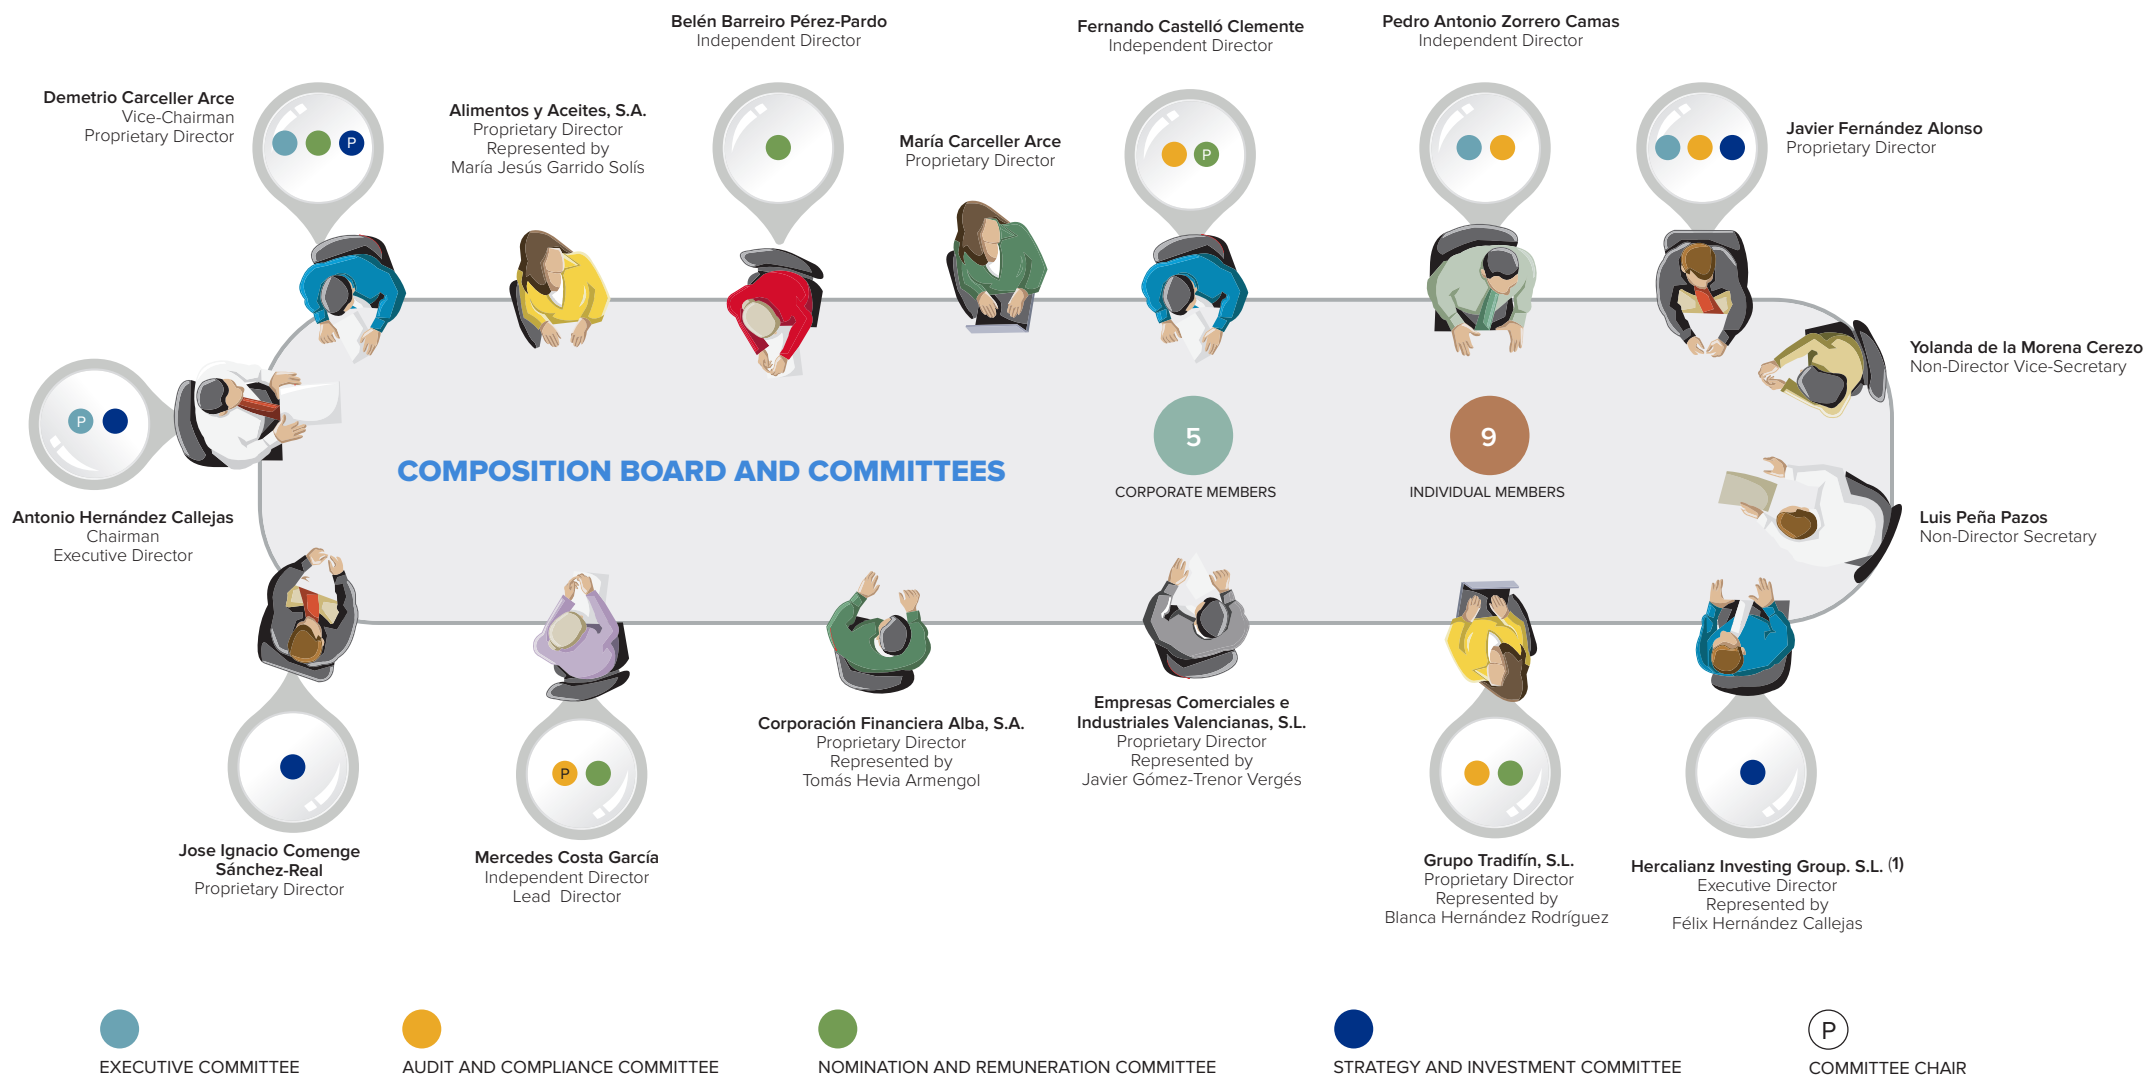 Belén Barreiro Pérez-Pardo
Independent Director
Fernando Castelló Clemente
Independent Director
Pedro Antonio Zorrero Camas
Independent Director
Demetrio Carceller Arce
Vice-Chairman
Proprietary Director
P
Alimentos y Aceites, S.A.
Proprietary Director
Represented by
María Jesús Garrido Solís
María Carceller Arce
Proprietary Director
P
Javier Fernández Alonso
Proprietary Director
Yolanda de la Morena Cerezo
Non-Director Vice-Secretary
P
Antonio Hernández Callejas
Chairman
Executive Director
COMPOSITION BOARD AND COMMITTEES
5
CORPORATE MEMBERS
9
INDIVIDUAL MEMBERS
Luis Peña Pazos
Non-Director Secretary
Jose Ignacio Comenge
Sánchez-Real
Proprietary Director
P
Mercedes Costa García
Independent Director
Lead Director
Corporación Financiera Alba, S.A.
Proprietary Director
Represented by
Tomás Hevia Armengol
Empresas Comerciales e
Industriales Valencianas, S.L.
Proprietary Director
Represented by
Javier Gómez-Trenor Vergés
Grupo Tradifín, S.L.
Proprietary Director
Represented by
Blanca Hernández Rodríguez
Hercalianz Investing Group. S.L. (1)
Executive Director
Represented by
Félix Hernández Callejas
EXECUTIVE COMMITTEE
AUDIT AND COMPLIANCE COMMITTEE
NOMINATION AND REMUNERATION COMMITTEE
STRATEGY AND INVESTMENT COMMITTEE
P
COMMITTEE CHAIR